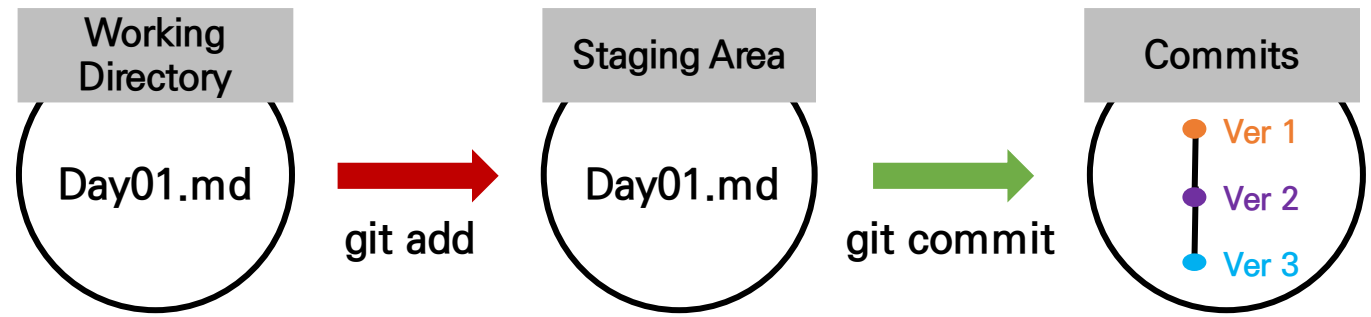 Working
Directory
Staging Area
Commits
Day01.md
git add
Day01.md
git commit
Ver 1
Ver 2
Ver 3